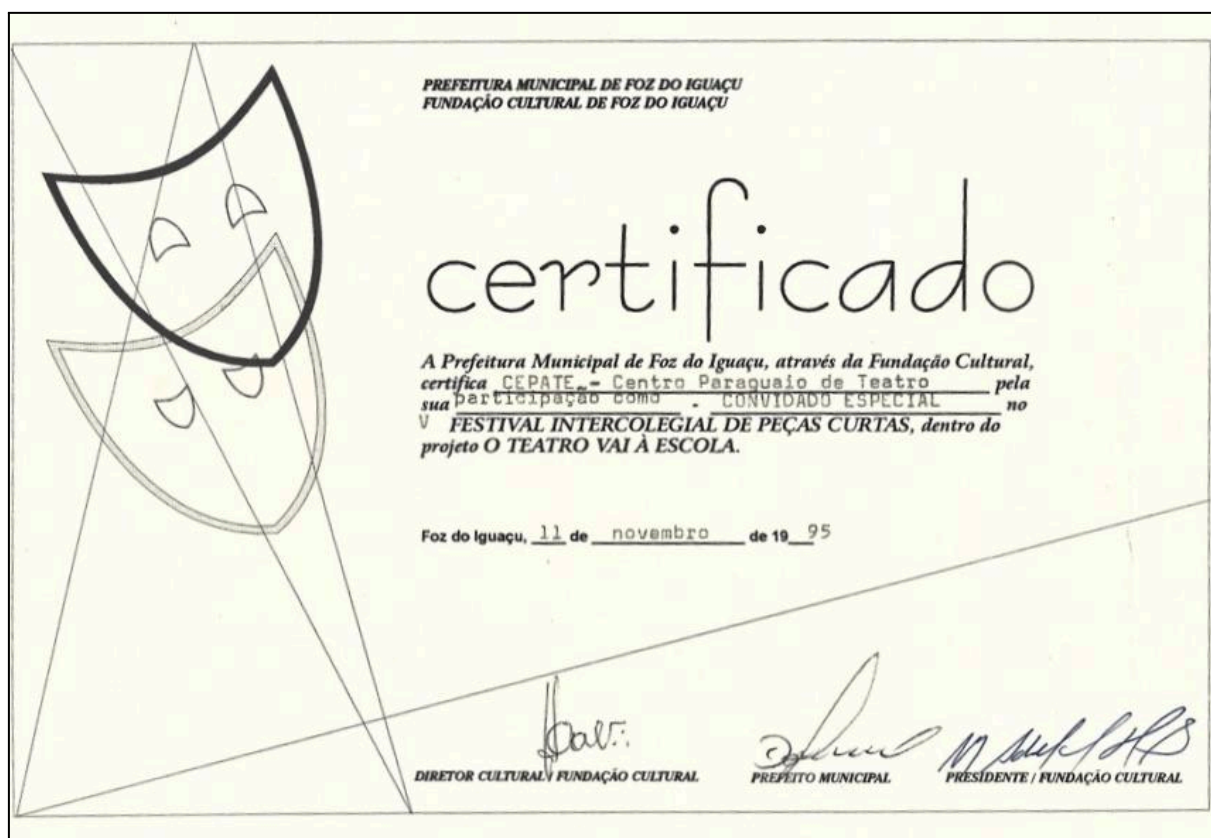 PREFEITURA MUNICIPAL DE FOZ DO IGUAÇU
FUNDAÇÃO CULTURAL DE FOZ DO IGUAÇU
certificado
A Prefeitura Municipal de Foz do Iguaçu, através da Fundação Cultural,
certifica CEPATE - Centro Paraguaio de Teatro pela
sua participação como - CONVIDADO ESPECIAL no
V FESTIVAL INTERCOLEGIAL DE PEÇAS CURTAS, dentro do
projeto O TEATRO VAI À ESCOLA.
Foz do Iguaçu, 11 de novembro de 19 95
DIRETOR CULTURAL / FUNDAÇÃO CULTURAL
PREFEITO MUNICIPAL
PRESIDENTE / FUNDAÇÃO CULTURAL